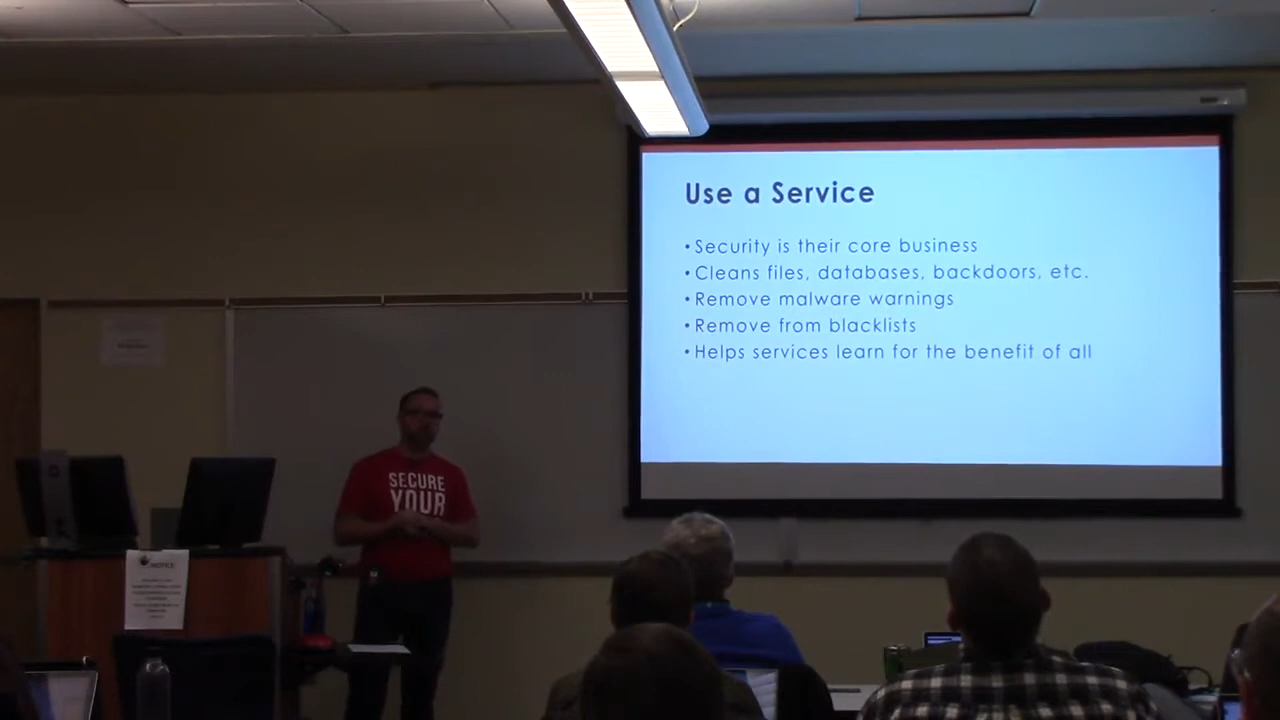 Use a Service
•Security is their core business
•Cleans files, databases, backdoors, etc.
•Remove malware warnings
•Remove from blacklists
•Helps services learn for the benefit of all
SECURE
YOUR
NOTICE